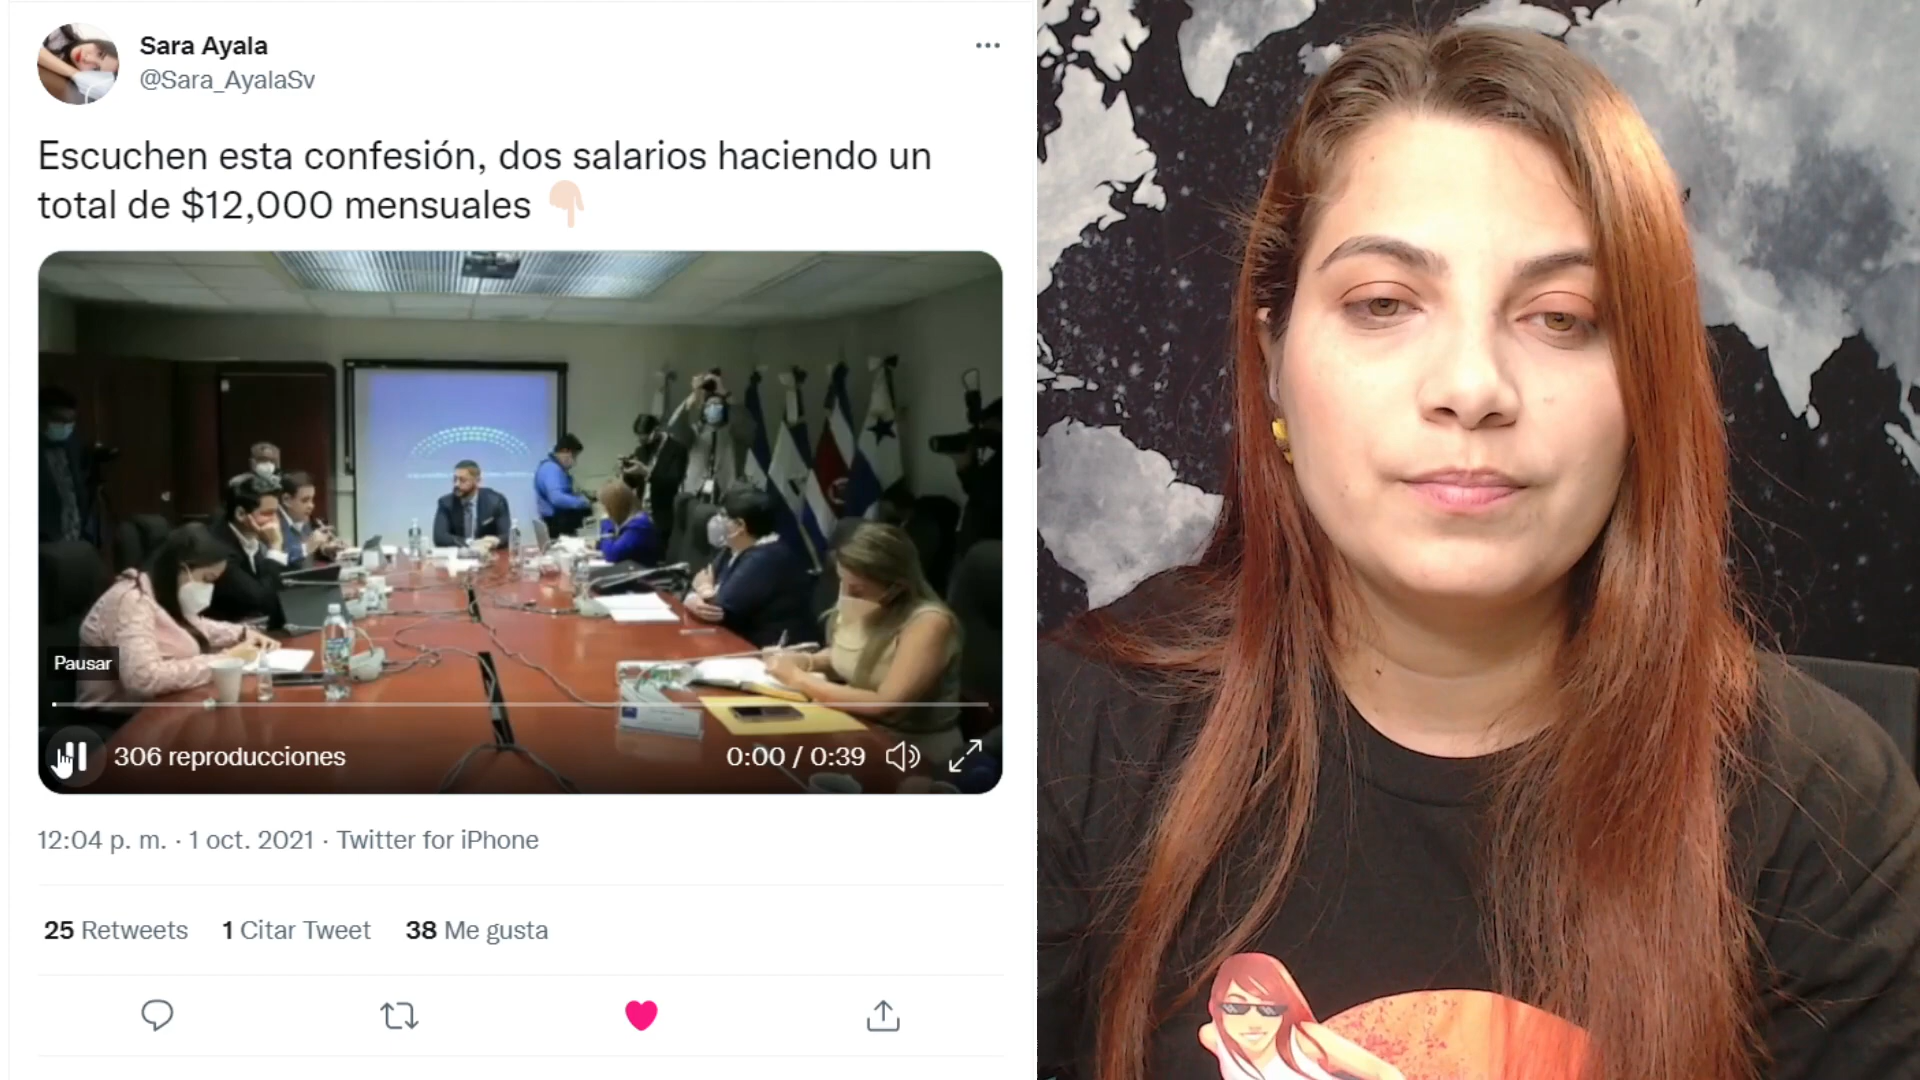 Sara Ayala
@Sara_AyalaSv
Escuchen esta confesión, dos salarios haciendo un
total de $12,000 mensuales
Pausar
306 reproducciones
0:00 / 0:39
12:04 p. m. · 1 oct. 2021 · Twitter for iPhone
25 Retweets 1 Citar Tweet 38 Me gusta